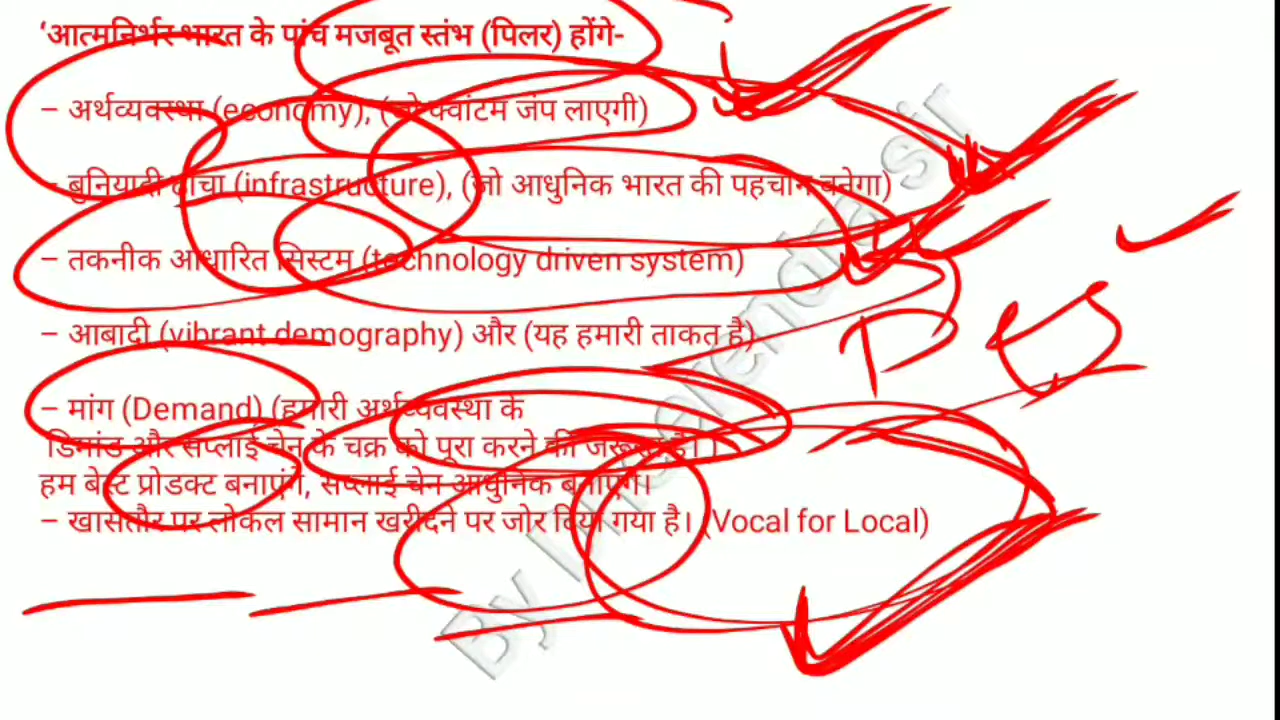 ‘आत्मनिर्भर भारत के पांच मजबूत स्तंभ (पिलर) होंगे-
– अर्थव्यवस्था (economy), (जो क्वांटम जंप लाएगी)
– बुनियादी ढांचा (infrastructure), (जो आधुनिक भारत की पहचान बनेगा)
– तकनीक आधारित सिस्टम (technology driven system)
– आबादी (vibrant demography) और (यह हमारी ताकत है)
– मांग (Demand) (हमारी अर्थव्यवस्था के
डिमांड और सप्लाई चेन के चक्र को पूरा करने की जरूरत है। )
हम बेस्ट प्रोडक्ट बनाएंगे, सप्लाई चेन आधुनिक बनाएंगे।
– खासतौर पर लोकल सामान खरीदने पर जोर दिया गया है। (Vocal for Local)
By Dharendra sir